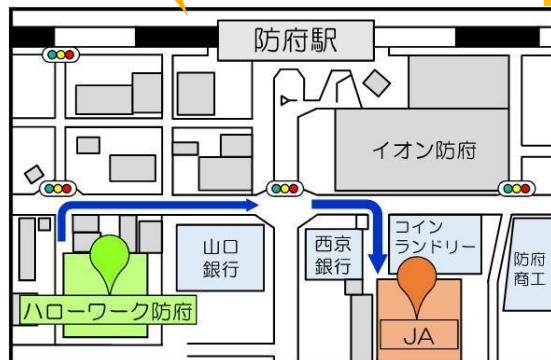 防府駅
イオン防府
山口
銀行
西京
銀行
コイン
ランドリー
防府
商工
ハローワーク防府
JA